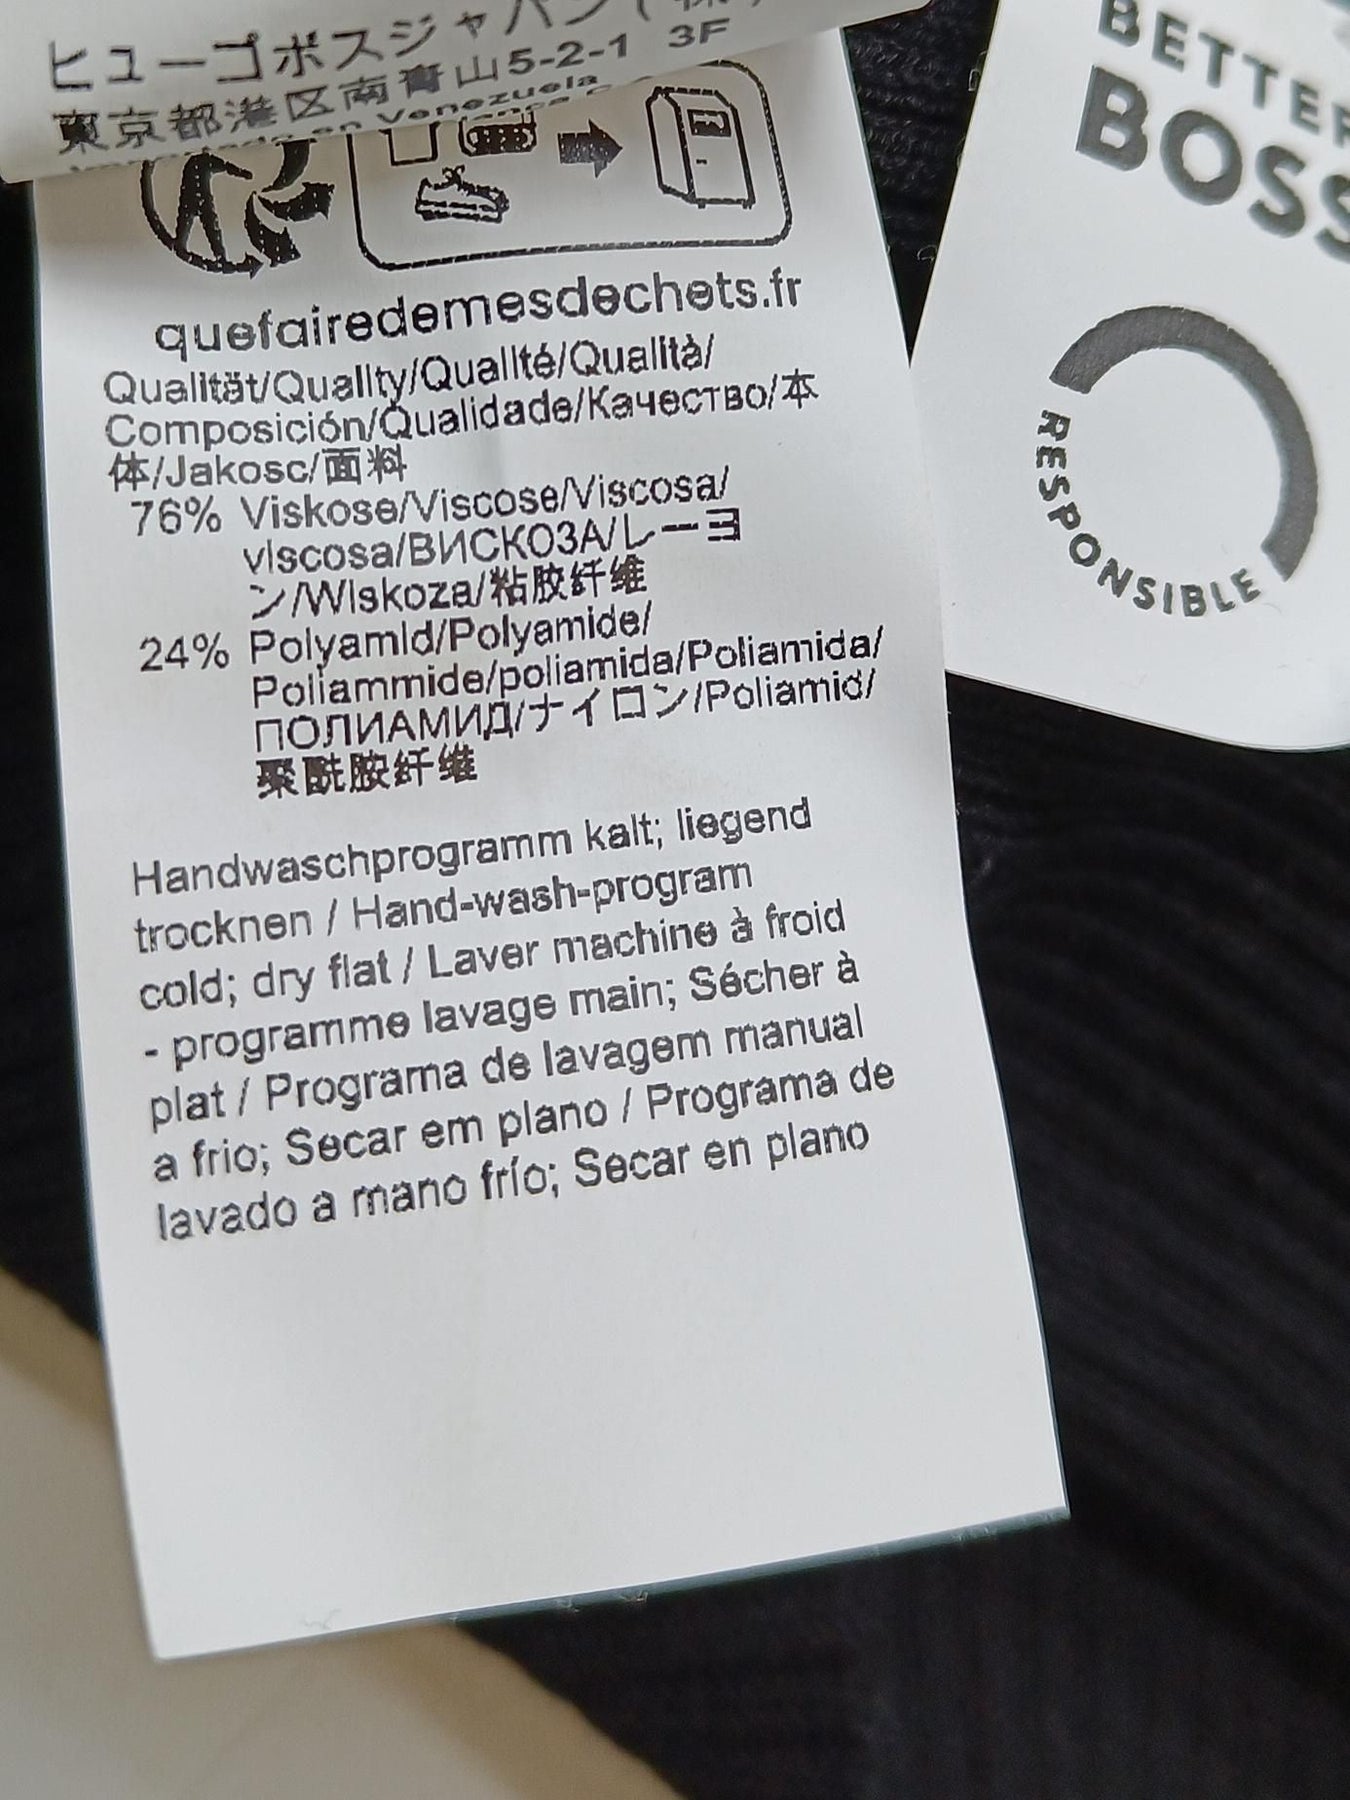 ヒューゴボスジャパン(株)
東京都港区南青山5-2-1 3F
en Venezuela
quefairedemesdechets.fr
Qualität/Quality/Qualité/Qualità/
Composición/Qualidade/Качество/本
体/Jakosc/面料
76% Viskose/Viscose/Viscosa/
viscosa/ВИСКОЗА/レーヨ
ン/Wiskoza/粘胶纤维
24% Polyamid/Polyamide/
Poliammide/poliamida/Poliamida/
ПОЛИАМИД/ナイロン/Poliamid/
聚酰胺纤维
Handwaschprogramm kalt; liegend
trocknen / Hand-wash-program
cold; dry flat / Laver machine à froid
- programme lavage main; Sécher à
plat / Programa de lavagem manual
a frio; Secar em plano / Programa de
lavado a mano frío; Secar en plano
BETTER
BOSS
RESPONSIBLE